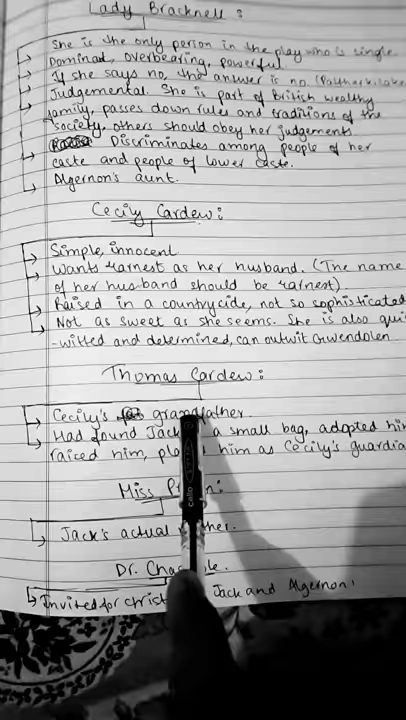 Lady Bracknell:
She is the only person in the play who is single.
Dominant, overbearing, powerful.
If she says no, the answer is no.
Judgemental. She is part of British wealthy
family, passes down rules and traditions of the
society, others should obey her judgements.
Discriminates among people of her
caste and people of lower caste.
Algernon's aunt.
Cecily Cardew:
Simple, innocent
Wants earnest as her husband. (The name
of her husband should be earnest)
Raised in a countrycide, not so sophisticated
Not as sweet as she seems. She is also
-witted and determined, can outwit Gwendolen
Thomas Cardew:
Cecily's grandfather.
Had found Jack a small bag, adopted him
raiced him, him as Cecily's
Miss
Jack's actual
Dr.
Invited for Jack and Algernon.
cello